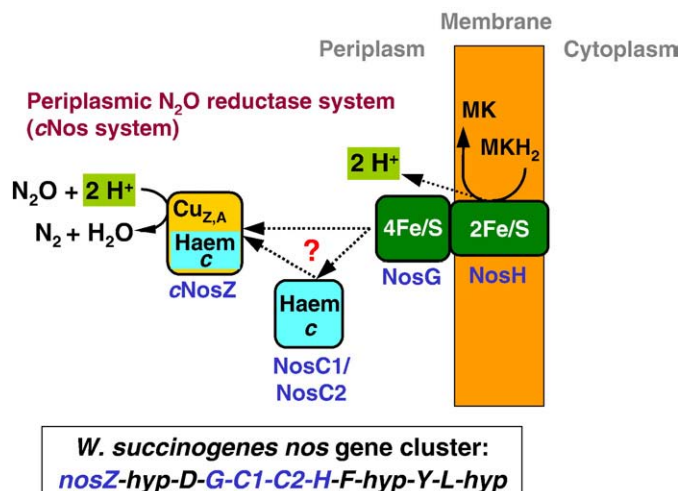 Membrane
Periplasm Cytoplasm
Periplasmic N₂O reductase system
(cNos system)
MK
MKH₂
2 H⁺
N₂O + 2 H⁺
N₂ + H₂O
Cu Z,A
Haem
c
cNosZ
?
4Fe/S
2Fe/S
NosG
NosH
Haem
c
NosC1/
NosC2
W. succinogenes nos gene cluster:
nosZ-hyp-D-G-C1-C2-H-F-hyp-Y-L-hyp